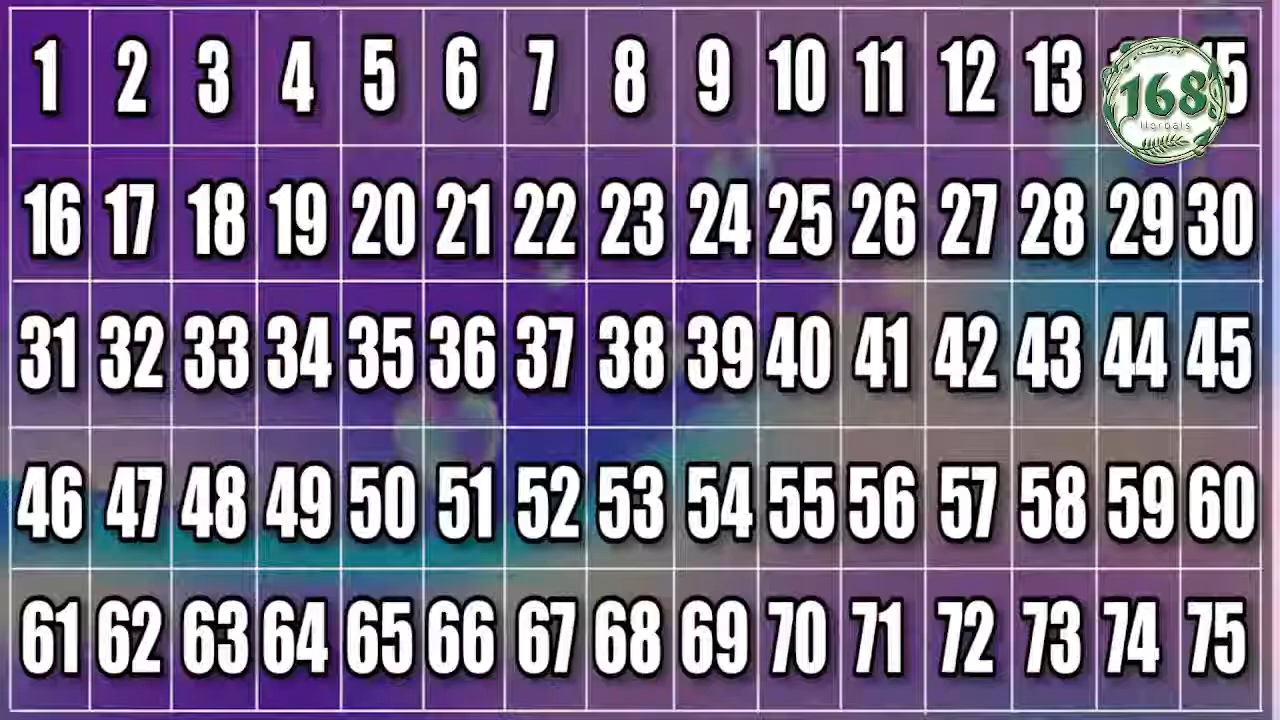 1 2 3 4 5 6 7 8 9 10 11 12 13 5
168
Herbals
16 17 18 19 20 21 22 23 24 25 26 27 28 29 30
31 32 33 34 35 36 37 38 39 40 41 42 43 44 45
46 47 48 49 50 51 52 53 54 55 56 57 58 59 60
61 62 63 64 65 66 67 68 69 70 71 72 73 74 75